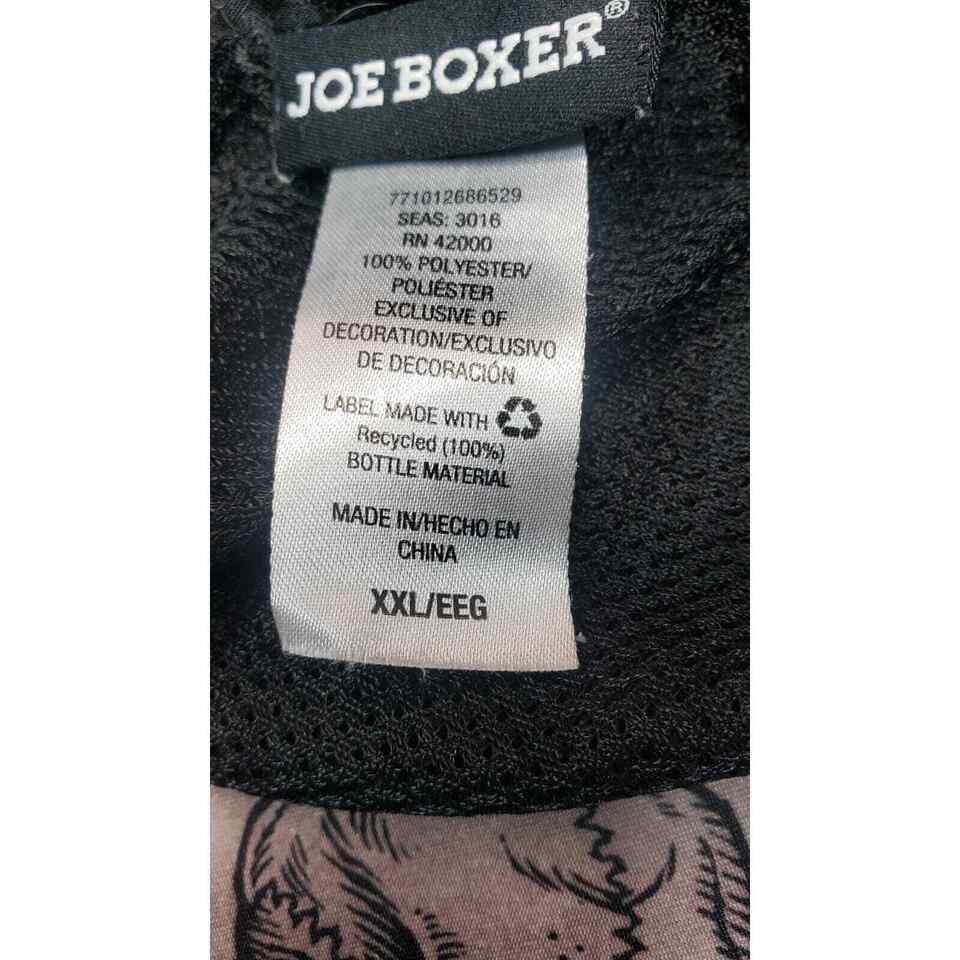 JOE BOXER®
771012686529
SEAS: 3016
RN 42000
100% POLYESTER/
POLIÉSTER
EXCLUSIVE OF
DECORATION/EXCLUSIVO
DE DECORACIÓN
LABEL MADE WITH
Recycled (100%)
BOTTLE MATERIAL
MADE IN/HECHO EN
CHINA
XXL/EEG